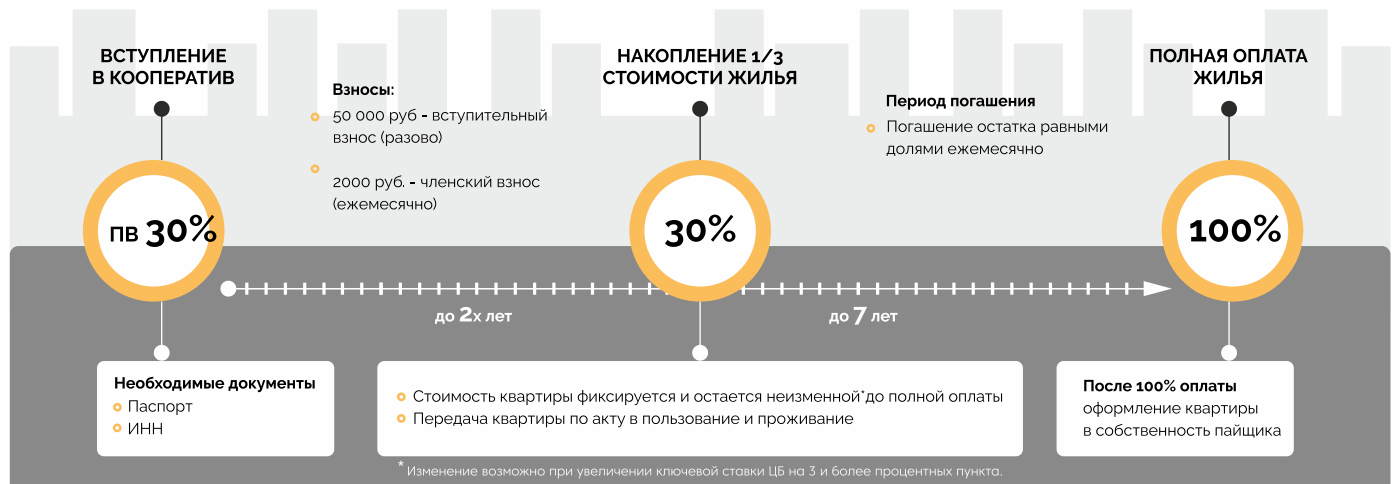 ВСТУПЛЕНИЕ
В КООПЕРАТИВ
Взносы:
50 000 руб - вступительный
взнос (разово)
2000 руб. - членский взнос
(ежемесячно)
НАКОПЛЕНИЕ 1/3
СТОИМОСТИ ЖИЛЬЯ
Период погашения
Погашение остатка равными
долями ежемесячно
ПОЛНАЯ ОПЛАТА
ЖИЛЬЯ
ПВ 30%
30%
100%
до 2х лет
до 7 лет
Необходимые документы
Паспорт
ИНН
Стоимость квартиры фиксируется и остается неизменной*до полной оплаты
Передача квартиры по акту в пользование и проживание
После 100% оплаты
оформление квартиры
в собственность пайщика
* Изменение возможно при увеличении ключевой ставки ЦБ на 3 и более процентных пункта.